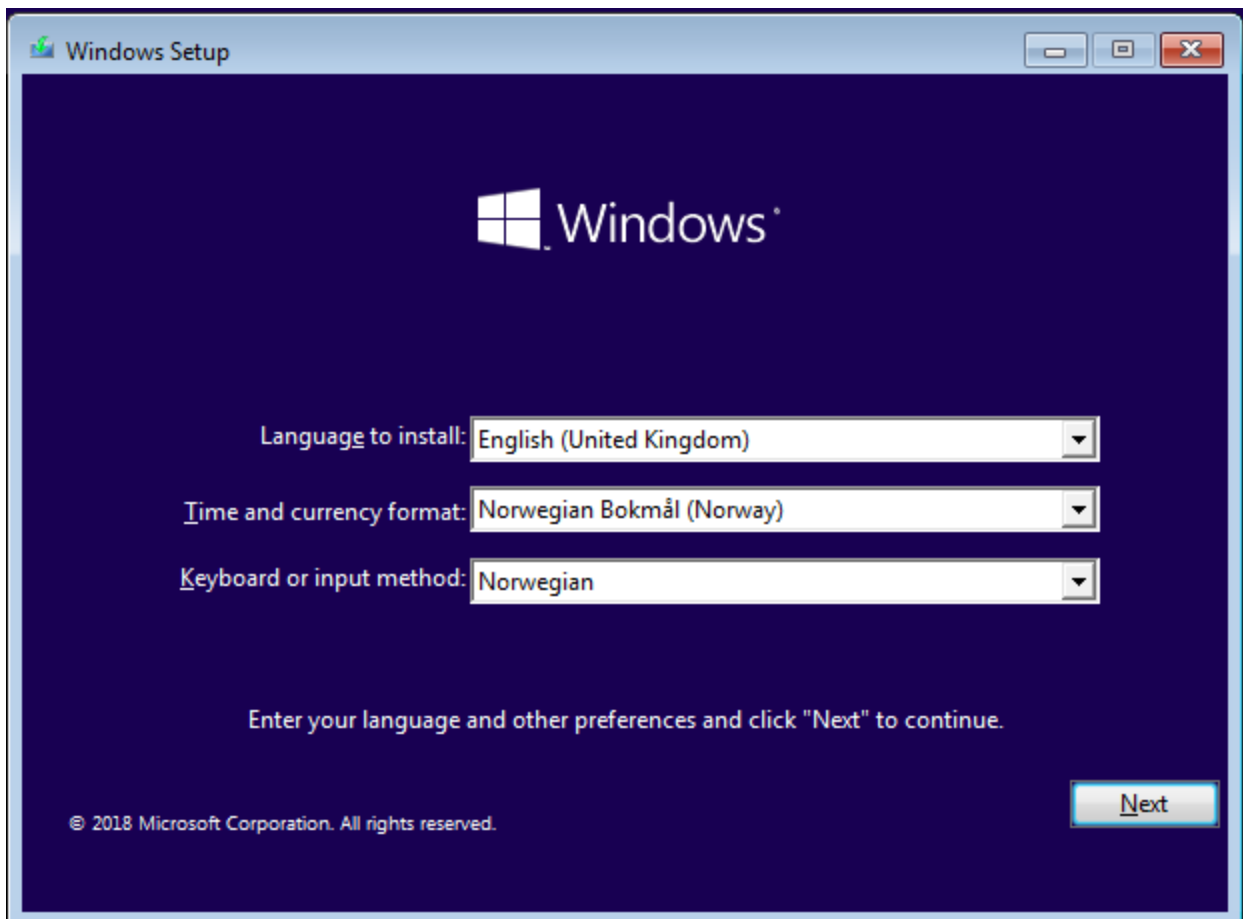 Windows Setup
Windows
Language to install: English (United Kingdom)
Time and currency format: Norwegian Bokmål (Norway)
Keyboard or input method: Norwegian
Enter your language and other preferences and click "Next" to continue.
Next
© 2018 Microsoft Corporation. All rights reserved.